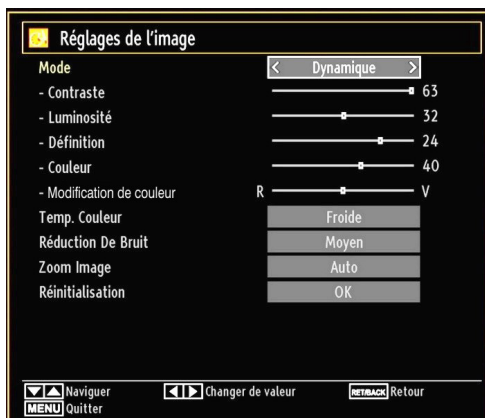 Réglages de l'image
Mode < Dynamique >
- Contraste 63
- Luminosité 32
- Définition 24
- Couleur 40
- Modification de couleur R V
Temp. Couleur Froide
Réduction De Bruit Moyen
Zoom Image Auto
Réinitialisation OK
Naviguer Changer de valeur RET/BACK Retour
MENU Quitter